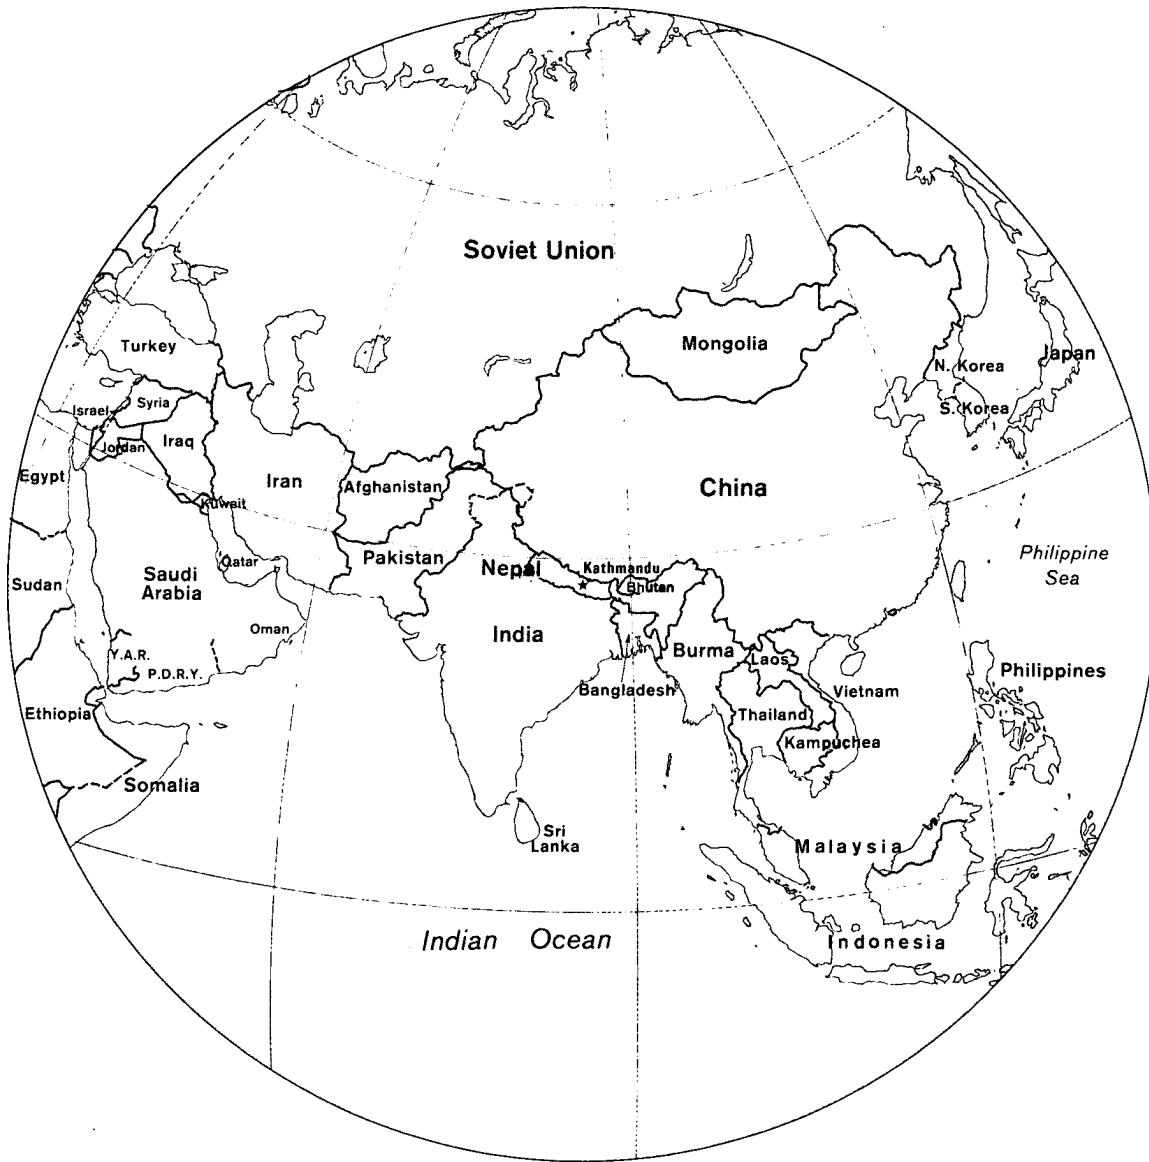 Soviet Union
Mongolia
Turkey
Japan
N. Korea
S. Korea
Syria
Israel
Jordan
Iraq
Iran
Afghanistan
China
Egypt
Kuwait
Pakistan
Qatar
Nepal
Kathmandu
Bhutan
Philippine
Sea
Sudan
Saudi
Arabia
Oman
India
Burma
Laos
Y.A.R.
P.D.R.Y.
Bangladesh
Vietnam
Philippines
Ethiopia
Thailand
Kampuchea
Somalia
Sri
Lanka
Malaysia
Indian Ocean
Indonesia